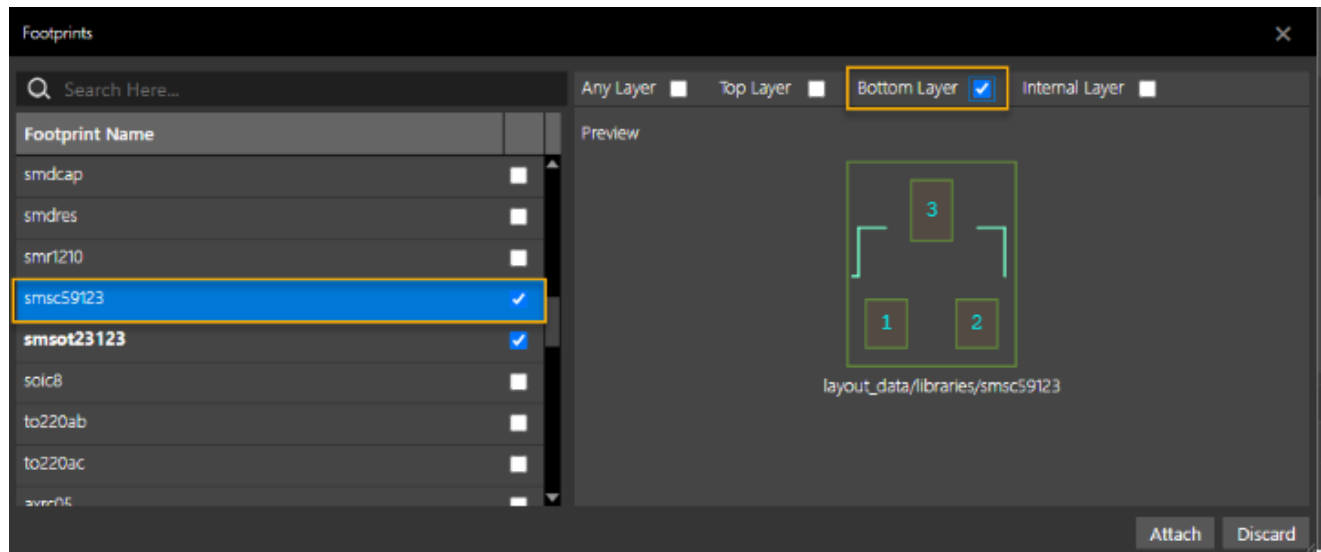 Footprints
Search Here...
Any Layer Top Layer Bottom Layer Internal Layer
Footprint Name
Preview
smdcap
smdres
smr1210
smsc59123
smsot23123
soic8
to220ab
to220ac
3
1 2
layout_data/libraries/smsc59123
Attach Discard